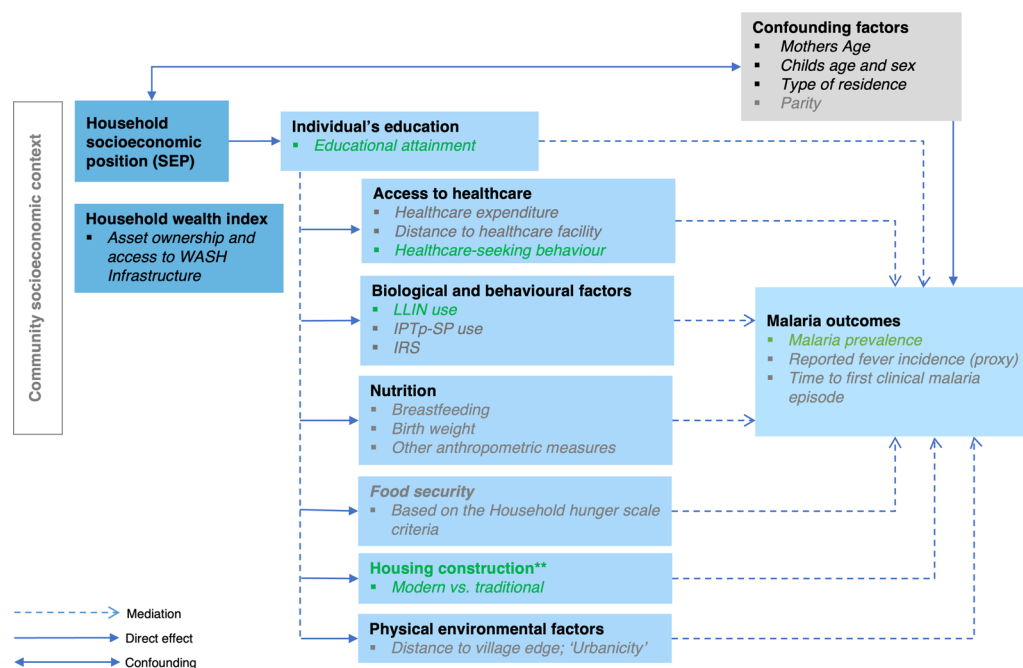 Confounding factors
▪ Mothers Age
▪ Childs age and sex
▪ Type of residence
▪ Parity
Community socioeconomic context
Household
socioeconomic
position (SEP)
Household wealth index
▪ Asset ownership and
access to WASH
Infrastructure
Individual’s education
▪ Educational attainment
Access to healthcare
▪ Healthcare expenditure
▪ Distance to healthcare facility
▪ Healthcare-seeking behaviour
Biological and behavioural factors
▪ LLIN use
▪ IPTp-SP use
▪ IRS
Nutrition
▪ Breastfeeding
▪ Birth weight
▪ Other anthropometric measures
Food security
▪ Based on the Household hunger scale
criteria
Housing construction**
▪ Modern vs. traditional
Physical environmental factors
▪ Distance to village edge; ‘Urbanicity’
Malaria outcomes
▪ Malaria prevalence
▪ Reported fever incidence (proxy)
▪ Time to first clinical malaria
episode
Mediation
Direct effect
Confounding